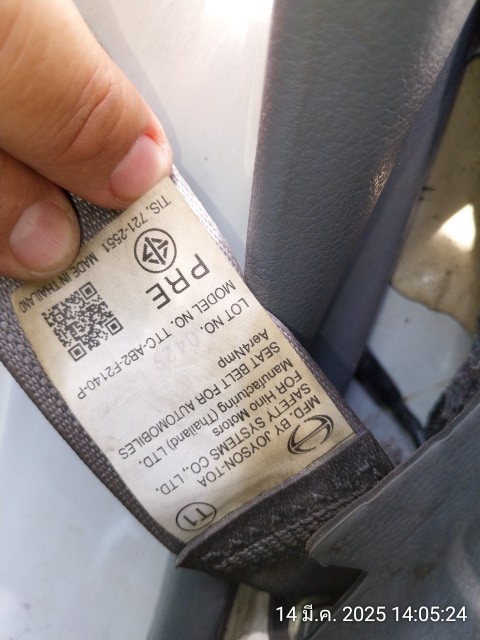 MFD. BY JOYSON-TOA
SAFETY SYSTEMS CO., LTD.
FOR Hino Motors
Manufacturing (Thailand) LTD.
SEAT BELT FOR AUTOMOBILES
Aer4Nmp
LOT NO. 0429
MODEL NO. TTC-AB2-F2140-P
PRE
TIS. 721-2551
MADE IN THAILAND
T1
14 มี.ค. 2025 14:05:24